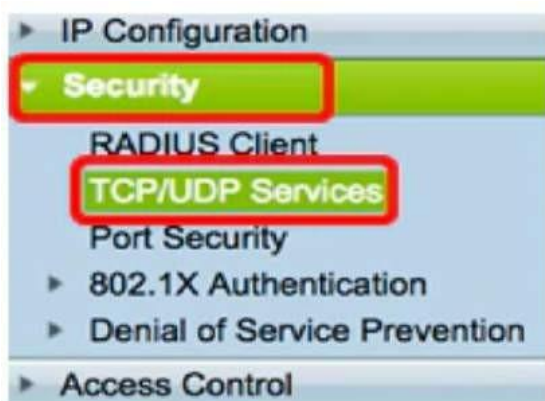 IP Configuration
Security
RADIUS Client
TCP/UDP Services
Port Security
802.1X Authentication
Denial of Service Prevention
Access Control